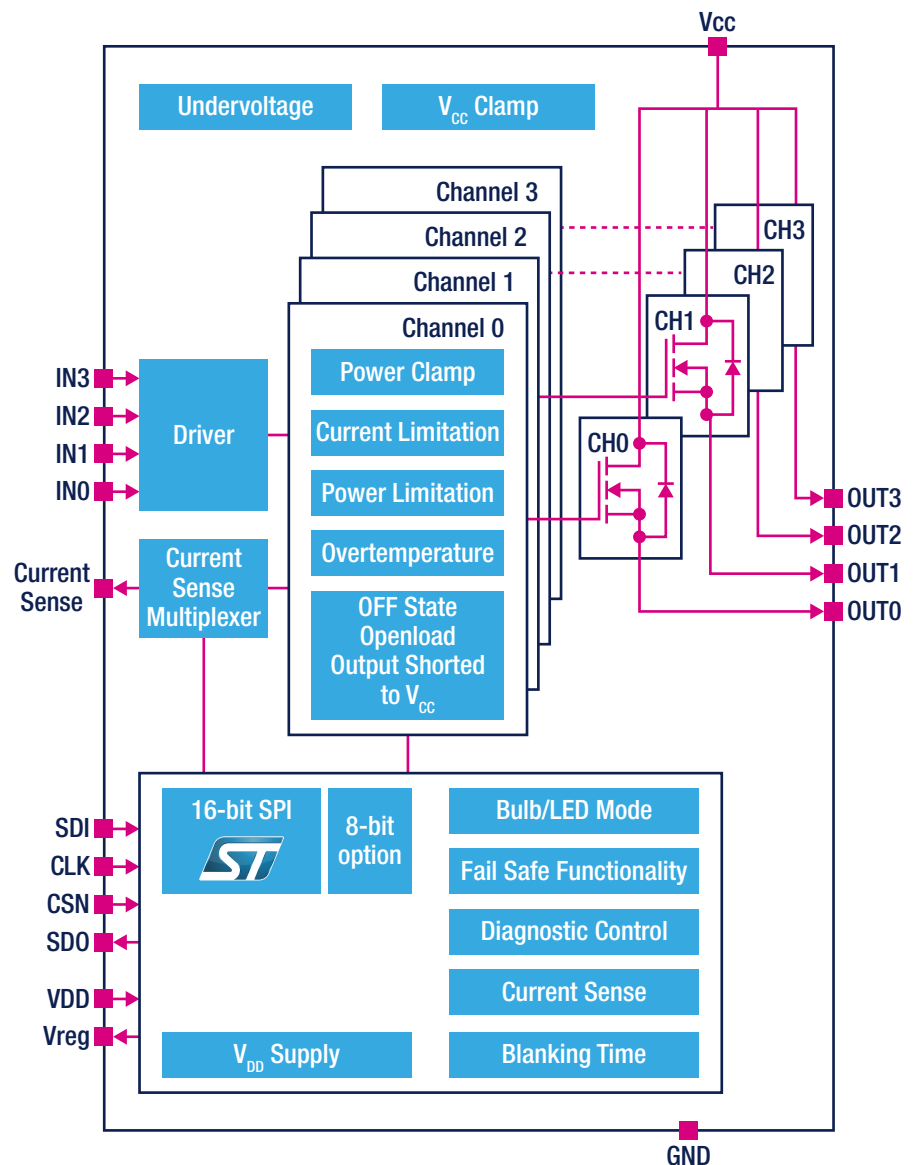 Vcc
Undervoltage
VCC Clamp
Channel 3
Channel 2
Channel 1
Channel 0
Power Clamp
Current Limitation
Power Limitation
Overtemperature
OFF State
Openload
Output Shorted
to VCC
CH3
CH2
CH1
CH0
IN3
IN2
IN1
IN0
Driver
Current
Sense
Current
Sense
Multiplexer
OUT3
OUT2
OUT1
OUT0
SDI
CLK
CSN
SDO
VDD
Vreg
16-bit SPI
ST
8-bit
option
VDD Supply
Bulb/LED Mode
Fail Safe Functionality
Diagnostic Control
Current Sense
Blanking Time
GND